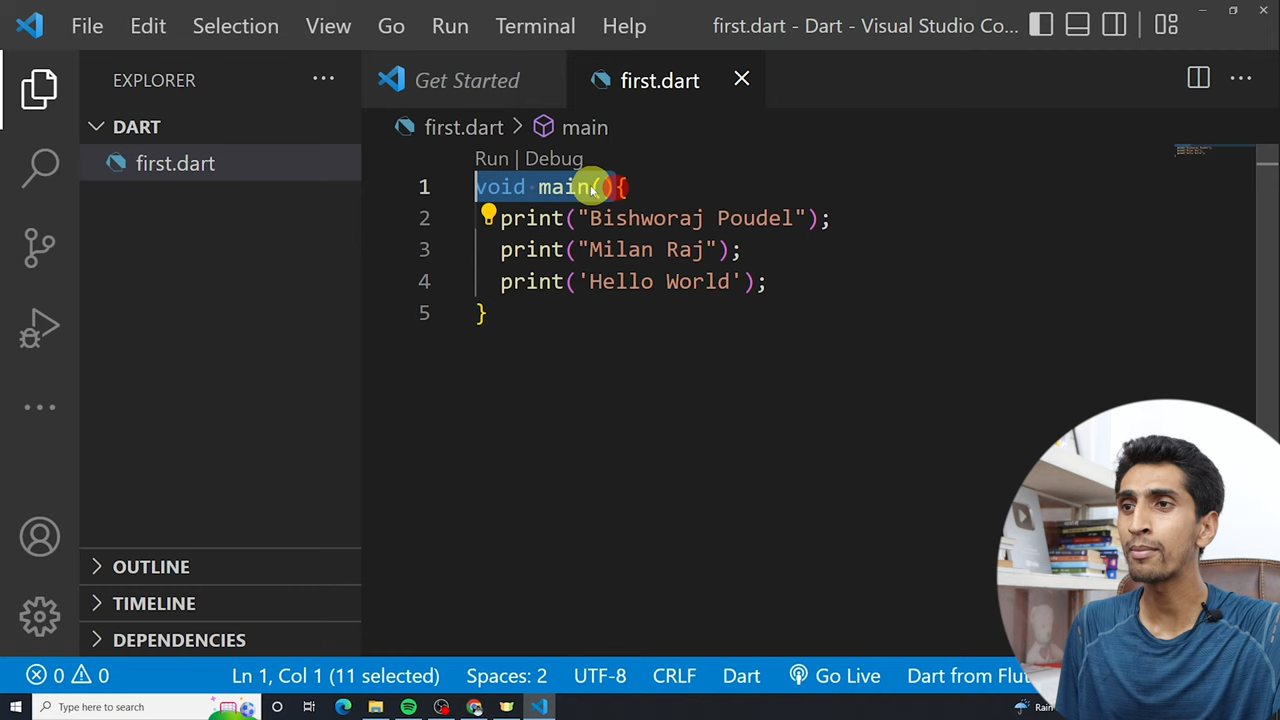 File Edit Selection View Go Run Terminal Help first.dart - Dart - Visual Studio Co...
EXPLORER
Get Started
first.dart
DART
first.dart > main
first.dart
Run | Debug
1 void main(){
2 print("Bishworaj Poudel");
3 print("Milan Raj");
4 print('Hello World');
5 }
OUTLINE
TIMELINE
DEPENDENCIES
0 0 Ln 1, Col 1 (11 selected) Spaces: 2 UTF-8 CRLF Dart Go Live Dart from Flu
Type here to search
Rain